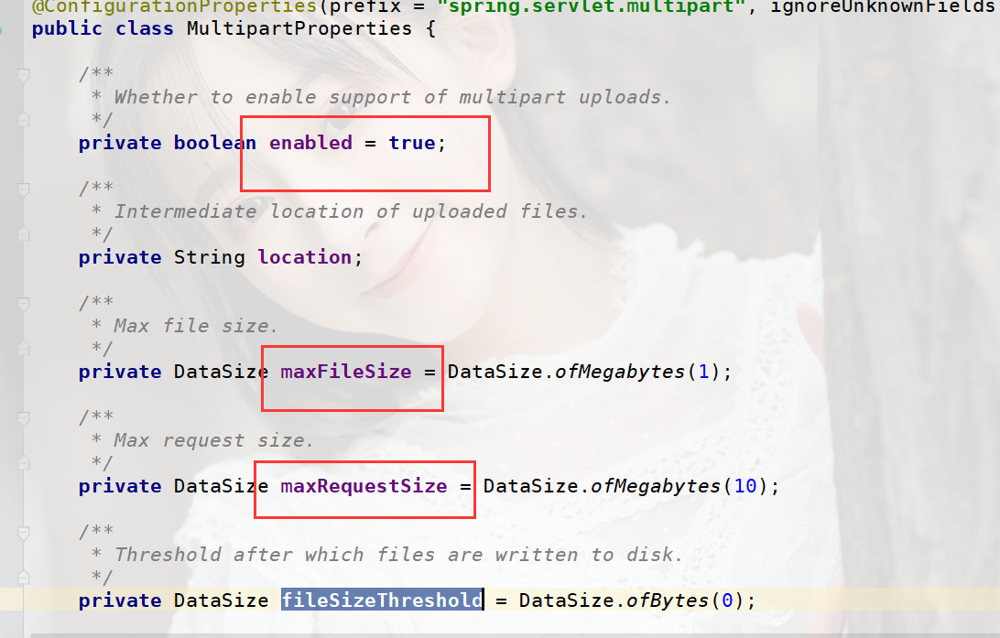 @ConfigurationProperties(prefix = "spring.servlet.multipart", ignoreUnknownFields
public class MultipartProperties {
/**
* Whether to enable support of multipart uploads.
*/
private boolean enabled = true;
/**
* Intermediate location of uploaded files.
*/
private String location;
/**
* Max file size.
*/
private DataSize maxFileSize = DataSize.ofMegabytes(1);
/**
* Max request size.
*/
private DataSize maxRequestSize = DataSize.ofMegabytes(10);
/**
* Threshold after which files are written to disk.
*/
private DataSize fileSizeThreshold = DataSize.ofBytes(0);